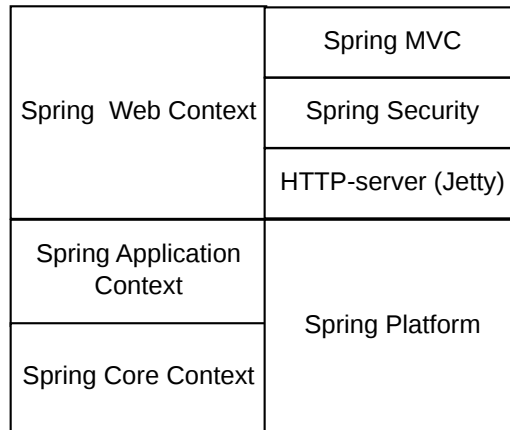 Spring MVC
Spring  Web Context
Spring Security
HTTP-server (Jetty)
Spring Application
Context
Spring Platform
Spring Core Context